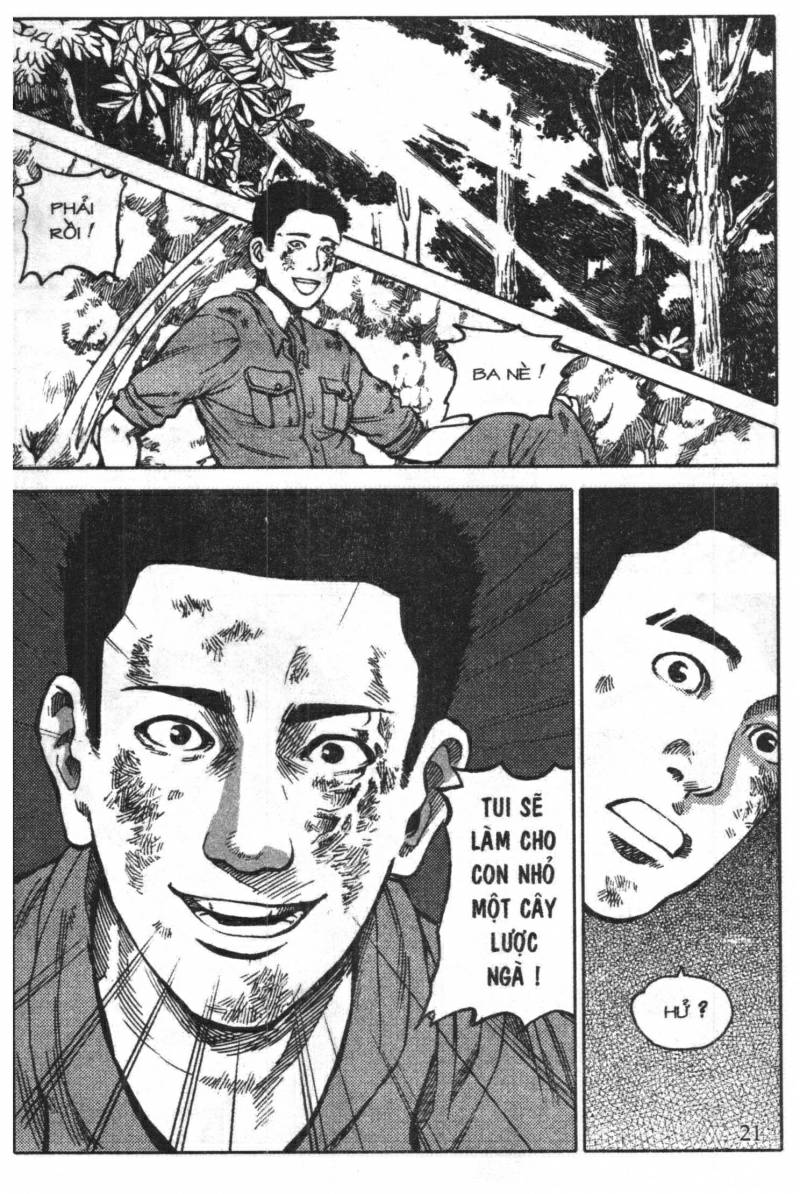 PHẢI
RỒI !
BA NÈ !
TUI SẼ
LÀM CHO
CON NHỎ
MỘT CÂY
LƯỢC
NGÀ !
HỬ ?
21